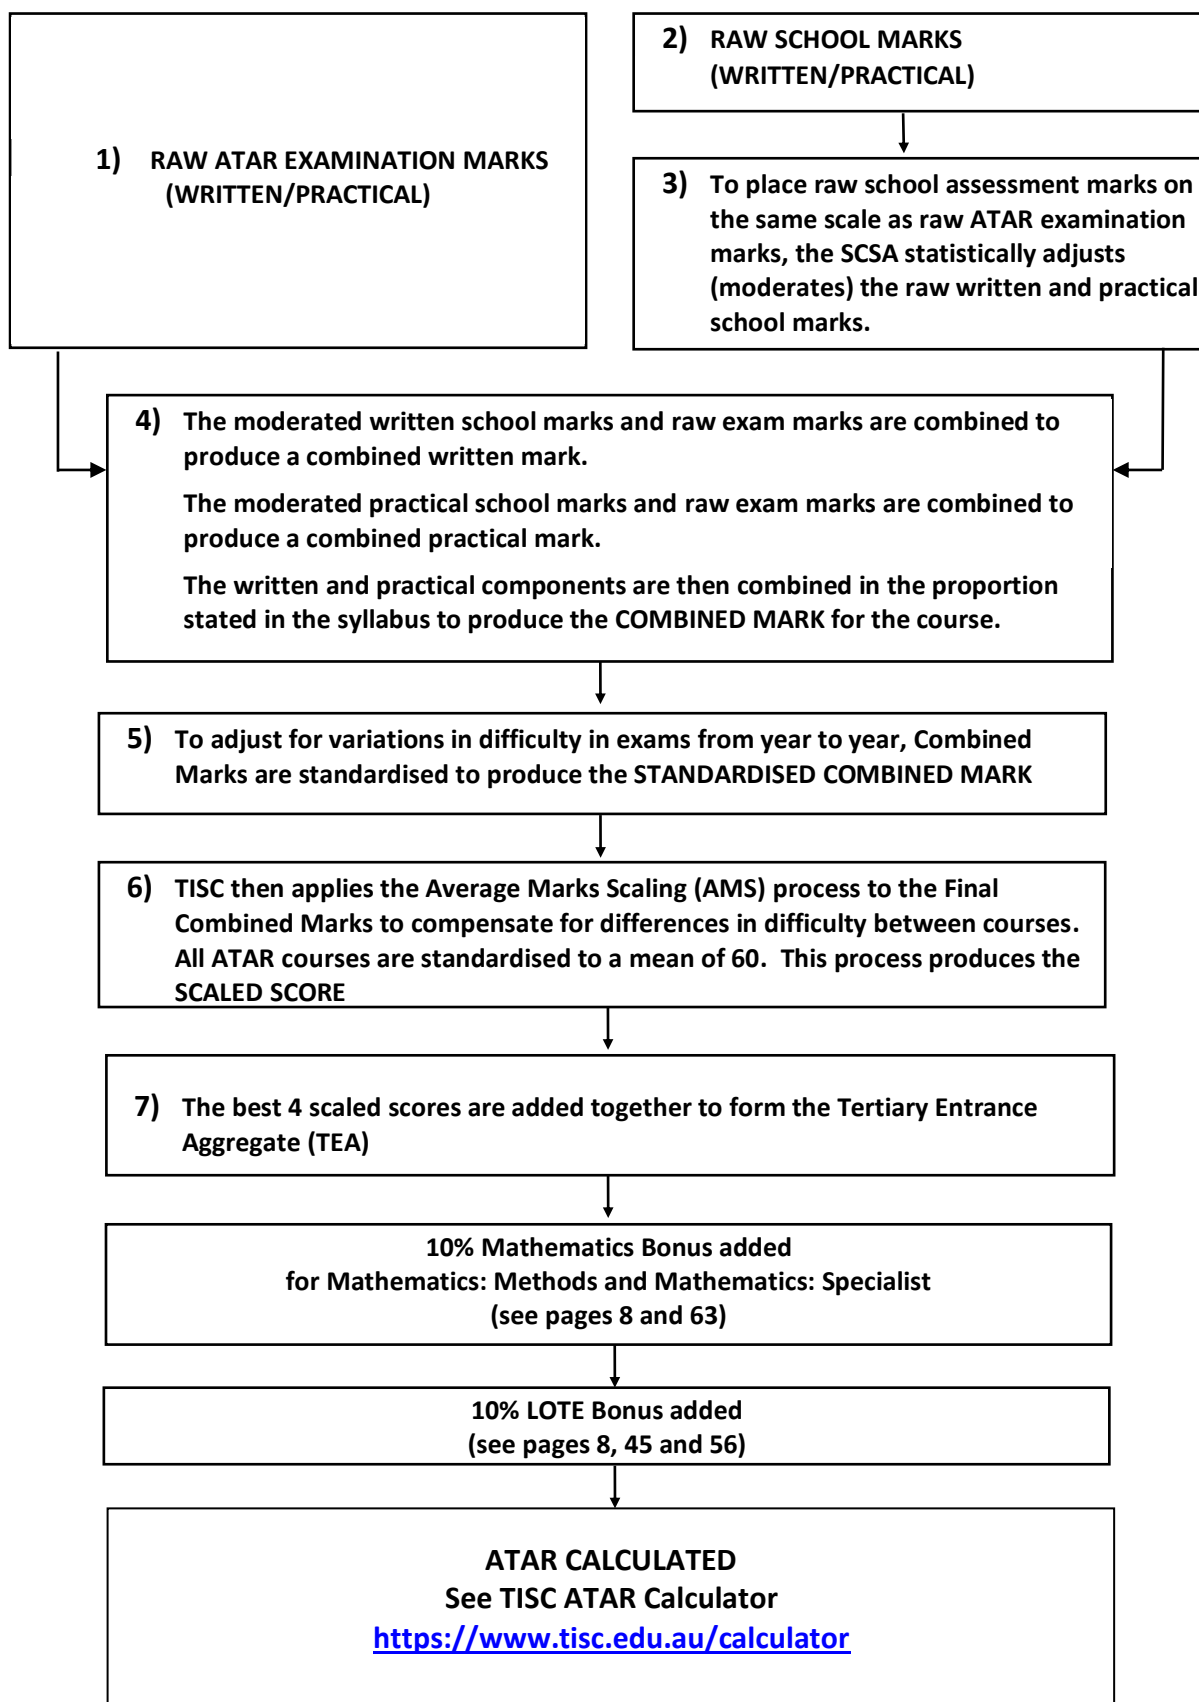 1) RAW ATAR EXAMINATION MARKS
(WRITTEN/PRACTICAL)
2) RAW SCHOOL MARKS
(WRITTEN/PRACTICAL)
3) To place raw school assessment marks on
the same scale as raw ATAR examination
marks, the SCSA statistically adjusts
(moderates) the raw written and practical
school marks.
4) The moderated written school marks and raw exam marks are combined to
produce a combined written mark.
The moderated practical school marks and raw exam marks are combined to
produce a combined practical mark.
The written and practical components are then combined in the proportion
stated in the syllabus to produce the COMBINED MARK for the course.
5) To adjust for variations in difficulty in exams from year to year, Combined
Marks are standardised to produce the STANDARDISED COMBINED MARK
6) TISC then applies the Average Marks Scaling (AMS) process to the Final
Combined Marks to compensate for differences in difficulty between courses.
All ATAR courses are standardised to a mean of 60. This process produces the
SCALED SCORE
7) The best 4 scaled scores are added together to form the Tertiary Entrance
Aggregate (TEA)
10% Mathematics Bonus added
for Mathematics: Methods and Mathematics: Specialist
(see pages 8 and 63)
10% LOTE Bonus added
(see pages 8, 45 and 56)
ATAR CALCULATED
See TISC ATAR Calculator
https://www.tisc.edu.au/calculator